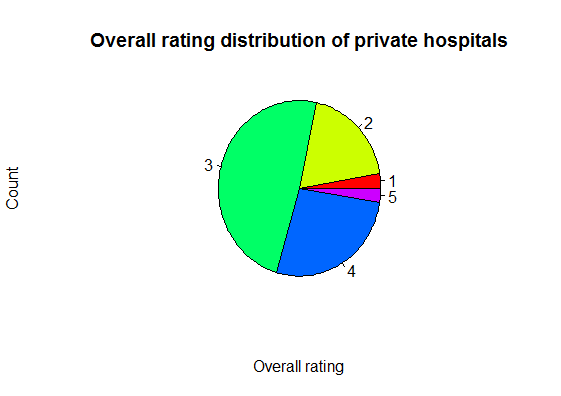 Overall rating distribution of private hospitals
2
3
1
5
4
Count
Overall rating